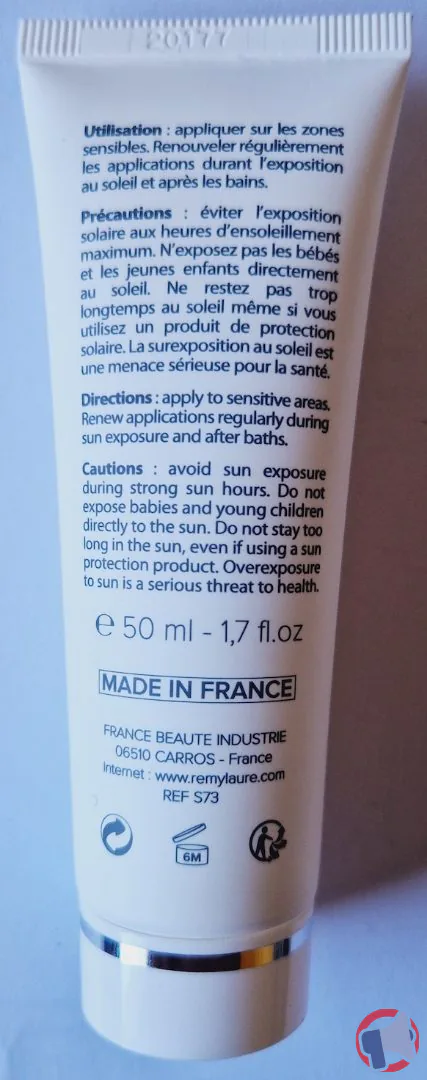 20177
Utilisation : appliquer sur les zones
sensibles. Renouveler régulièrement
les applications durant l'exposition
au soleil et après les bains.
Précautions : éviter l'exposition
solaire aux heures d'ensoleillement
maximum. N'exposez pas les bébés
et les jeunes enfants directement
au soleil. Ne restez pas trop
longtemps au soleil même si vous
utilisez un produit de protection
solaire. La surexposition au soleil est
une menace sérieuse pour la santé.
Directions : apply to sensitive areas.
Renew applications regularly during
sun exposure and after baths.
Cautions : avoid sun exposure
during strong sun hours. Do not
expose babies and young children
directly to the sun. Do not stay too
long in the sun, even if using a sun
protection product. Overexposure
to sun is a serious threat to health.
℮ 50 ml - 1,7 fl.oz
MADE IN FRANCE
FRANCE BEAUTE INDUSTRIE
06510 CARROS - France
Internet : www.remylaure.com
REF S73
6M